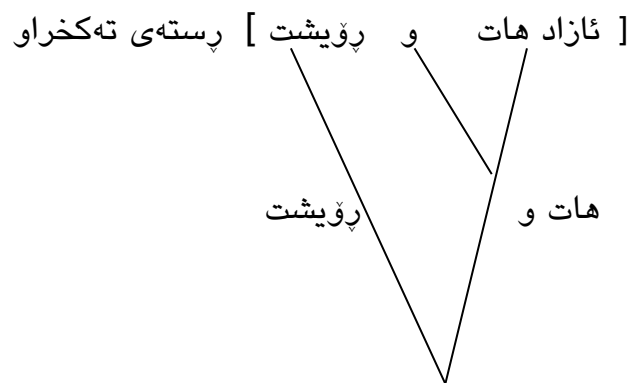 [ ئازاد هات و ڕۆیشت ] ڕستەی تەکخراو
هات و ڕۆیشت